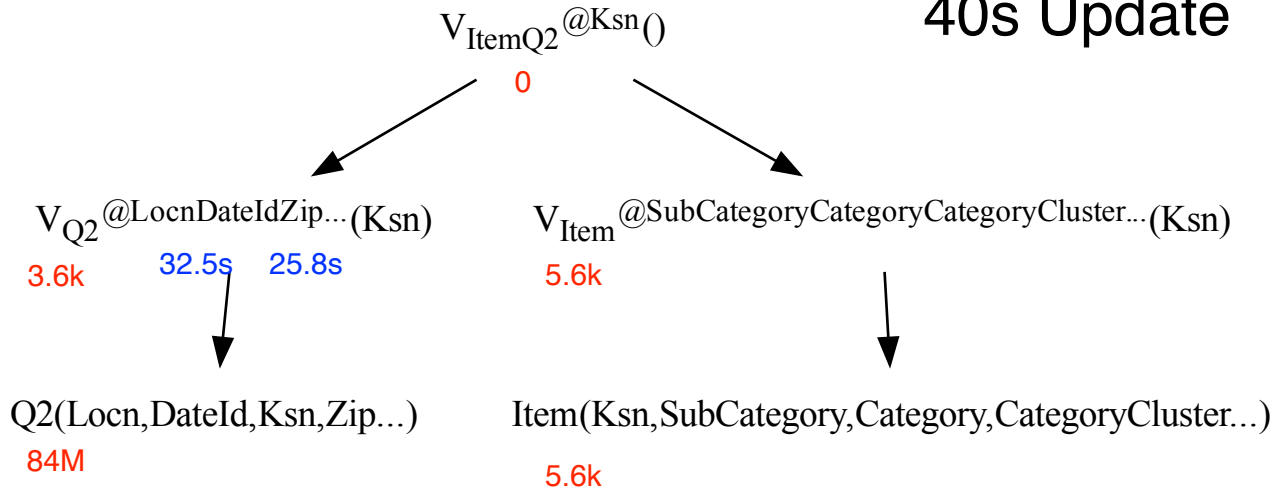 40s Update
V_ItemQ2^@Ksn()
0
V_Q2^@LocnDateIdZip...(Ksn)
V_Item^@SubCategoryCategoryCategoryCluster...(Ksn)
3.6k
32.5s
25.8s
5.6k
Q2(Locn,DateId,Ksn,Zip...)
Item(Ksn,SubCategory,Category,CategoryCluster...)
84M
5.6k